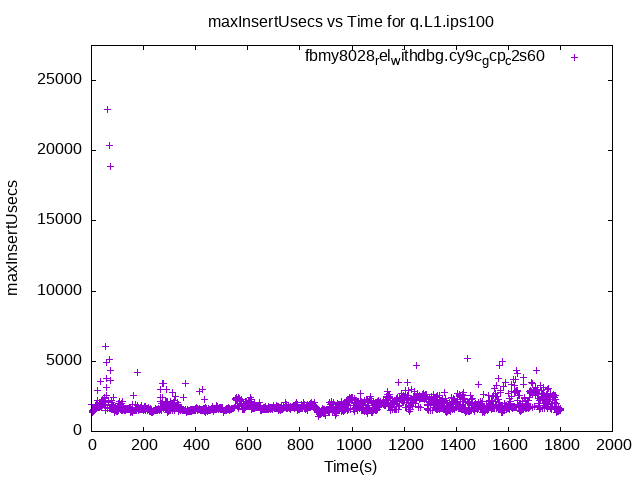 maxInsertUsecs vs Time for q.L1.ips100
fbmy8028relwithdbg.cy9cgcpc2s60
25000
20000
15000
10000
5000
0
maxInsertUsecs
0 200 400 600 800 1000 1200 1400 1600 1800 2000
Time(s)